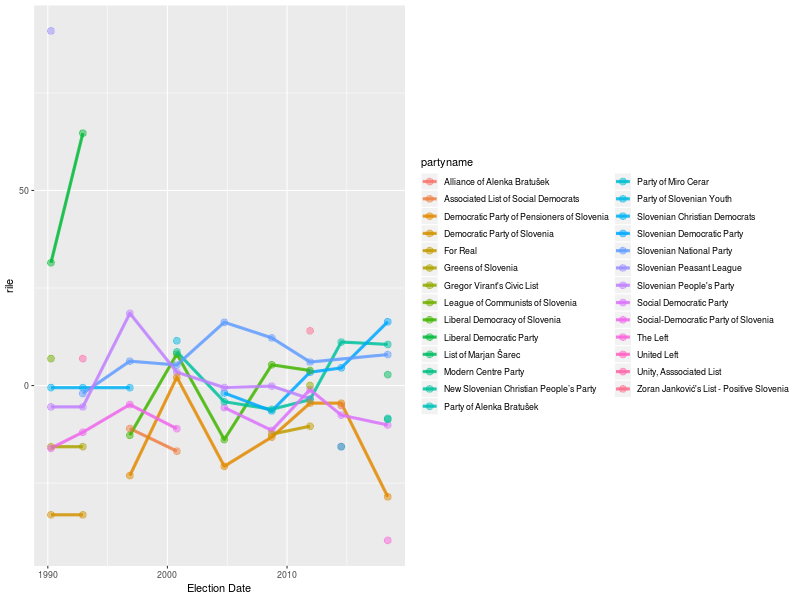 50
0
rile
1990
2000
2010
Election Date
partyname
Alliance of Alenka Bratušek
Associated List of Social Democrats
Democratic Party of Pensioners of Slovenia
Democratic Party of Slovenia
For Real
Greens of Slovenia
Gregor Virant's Civic List
League of Communists of Slovenia
Liberal Democracy of Slovenia
Liberal Democratic Party
List of Marjan Šarec
Modern Centre Party
New Slovenian Christian People's Party
Party of Alenka Bratušek
Party of Miro Cerar
Party of Slovenian Youth
Slovenian Christian Democrats
Slovenian Democratic Party
Slovenian National Party
Slovenian Peasant League
Slovenian People's Party
Social Democratic Party
Social-Democratic Party of Slovenia
The Left
United Left
Unity, Asssociated List
Zoran Janković's List - Positive Slovenia